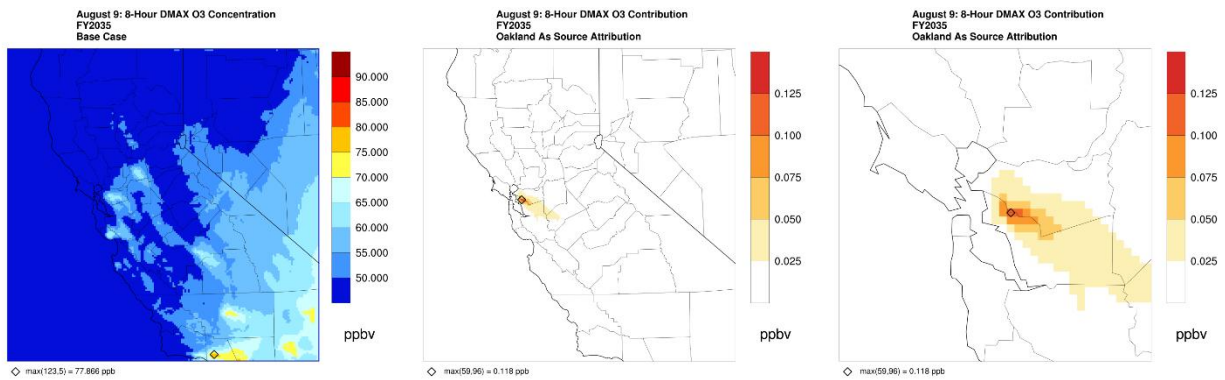 August 9: 8-Hour DMAX O3 Concentration
FY2035
Base Case
90.000
85.000
80.000
75.000
70.000
65.000
60.000
55.000
50.000
ppbv
max(123,5) = 77.866 ppb
August 9: 8-Hour DMAX O3 Contribution
FY2035
Oakland As Source Attribution
0.125
0.100
0.075
0.050
0.025
ppbv
max(59,96) = 0.118 ppb
August 9: 8-Hour DMAX O3 Contribution
FY2035
Oakland As Source Attribution
0.125
0.100
0.075
0.050
0.025
ppbv
max(59,96) = 0.118 ppb